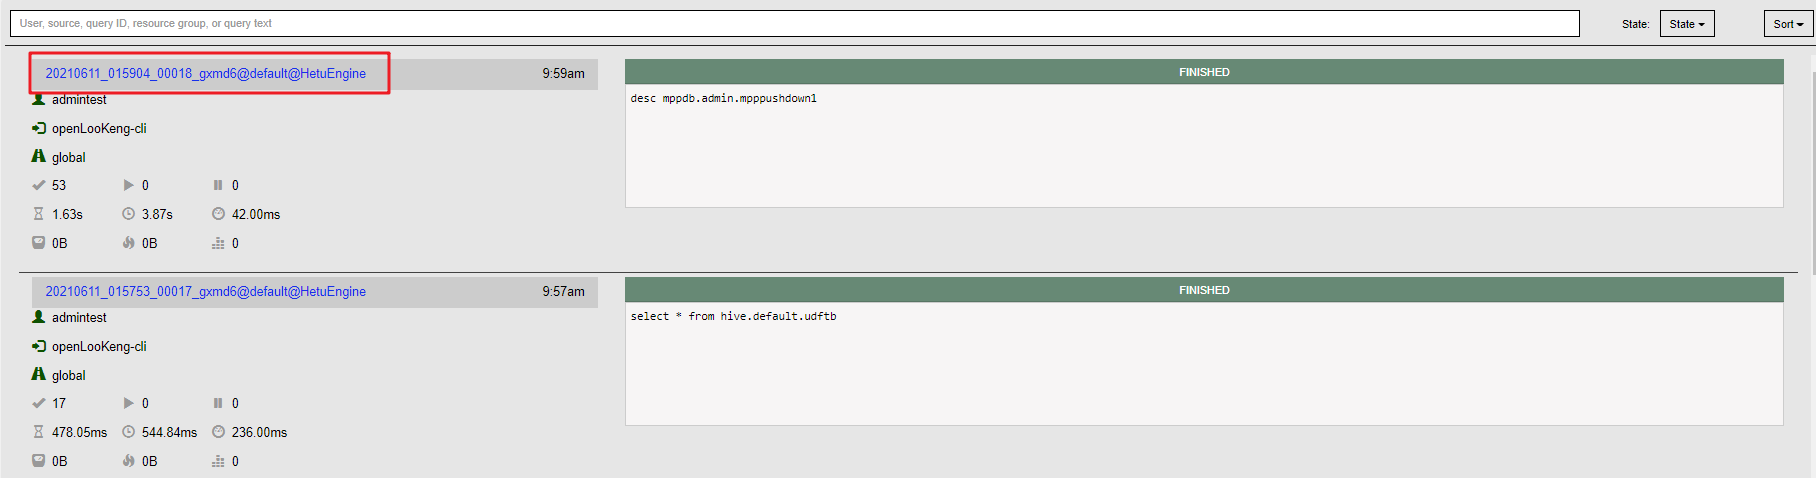 User, source, query ID, resource group, or query text State: State Sort
20210611_015904_00018_gxmd6@default@HetuEngine 9:59am FINISHED
admintest desc mppdb.admin.mpppushdown1
openLooKeng-cli
global
53 0 0
1.63s 3.87s 42.00ms
0B 0B 0
20210611_015753_00017_gxmd6@default@HetuEngine 9:57am FINISHED
admintest select * from hive.default.udftb
openLooKeng-cli
global
17 0 0
478.05ms 544.84ms 236.00ms
0B 0B 0